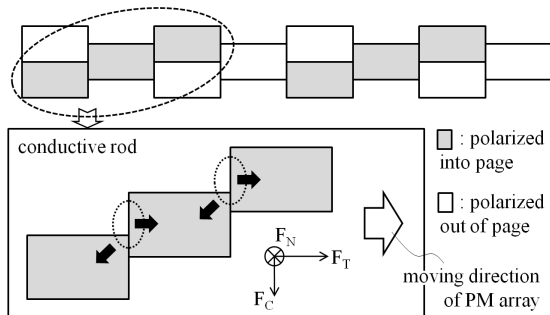 conductive rod
: polarized
into page
: polarized
out of page
F_N
F_T
F_C
moving direction
of PM array